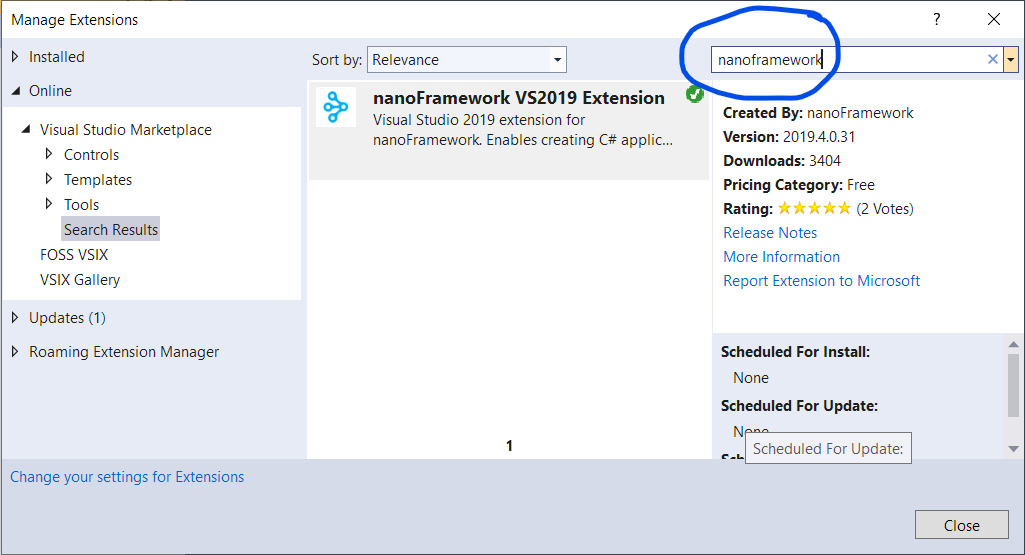 Manage Extensions
?
Installed
Online
Visual Studio Marketplace
Controls
Templates
Tools
Search Results
FOSS VSIX
VSIX Gallery
Updates (1)
Roaming Extension Manager
Change your settings for Extensions
Sort by: Relevance
nanoFramework VS2019 Extension
Visual Studio 2019 extension for
nanoFramework. Enables creating C# applic...
1
nanoframework
Created By: nanoFramework
Version: 2019.4.0.31
Downloads: 3404
Pricing Category: Free
Rating: (2 Votes)
Release Notes
More Information
Report Extension to Microsoft
Scheduled For Install:
None
Scheduled For Update:
None
Scheduled For Update:
Close